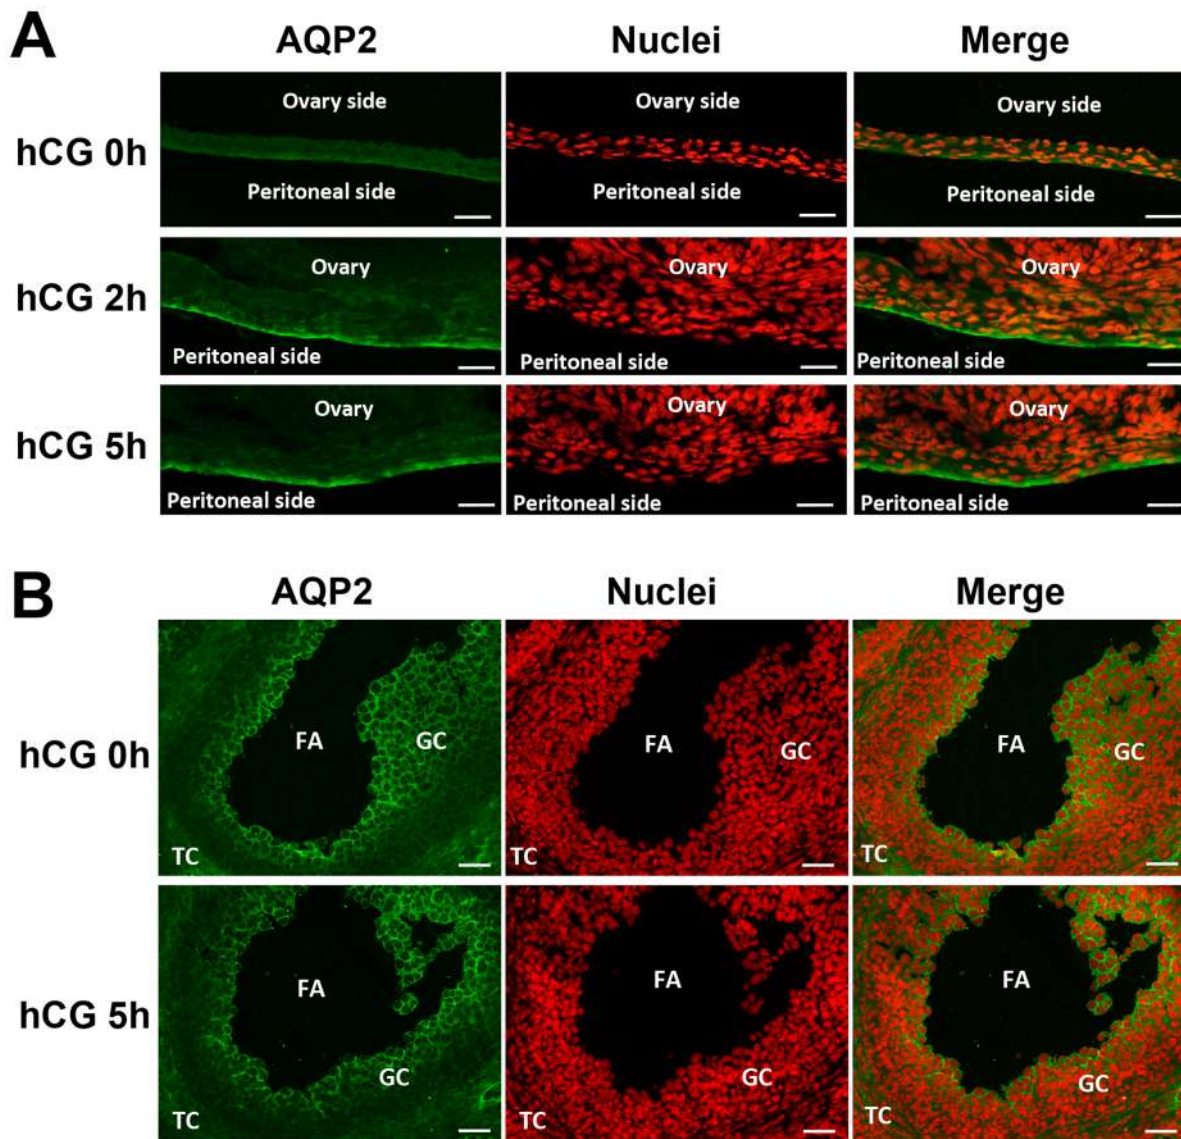 A
AQP2 Nuclei Merge
hCG 0h
Ovary side Ovary side Ovary side
Peritoneal side Peritoneal side Peritoneal side
hCG 2h
Ovary Ovary Ovary
Peritoneal side Peritoneal side Peritoneal side
hCG 5h
Ovary Ovary Ovary
Peritoneal side Peritoneal side Peritoneal side
B
AQP2 Nuclei Merge
hCG 0h
FA GC FA GC FA GC
TC TC TC
hCG 5h
FA FA FA
GC GC GC
TC TC TC